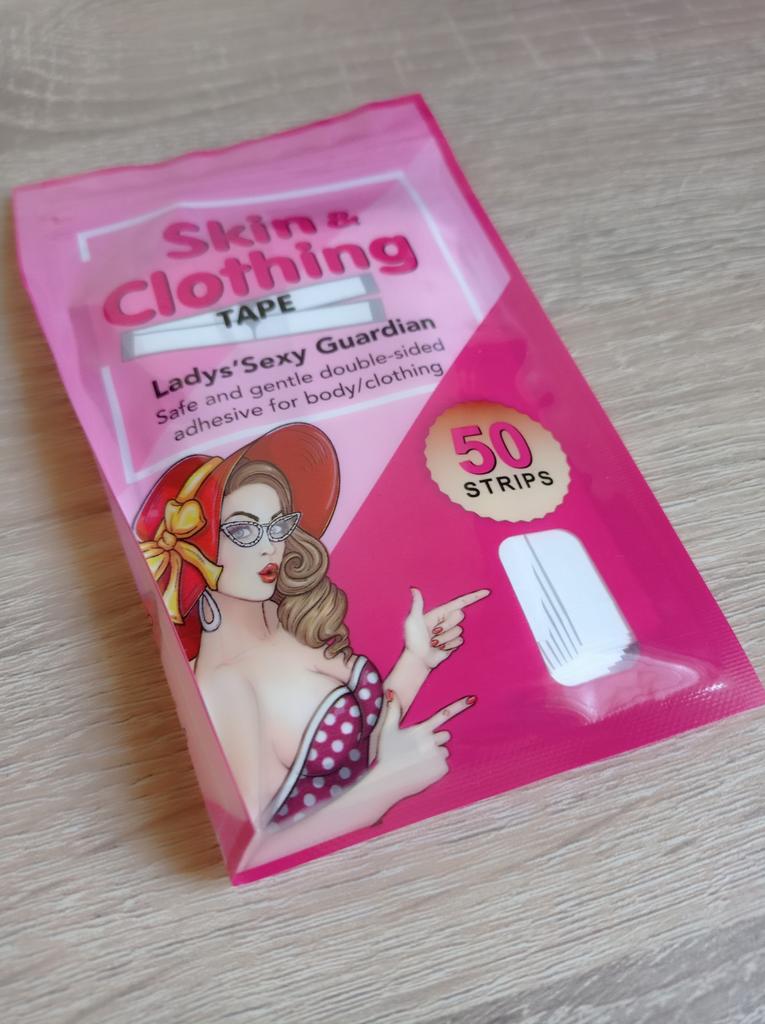 Skin &
Clothing
TAPE
Ladys'Sexy Guardian
Safe and gentle double-sided
adhesive for body/clothing
50
STRIPS